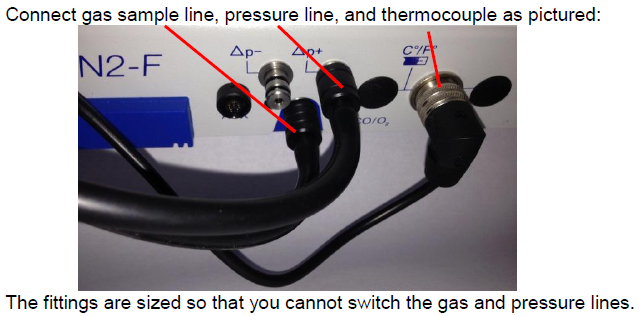 Connect gas sample line, pressure line, and thermocouple as pictured:
Δp- Δp+ C°/F°
N2-F
CO/O₂
The fittings are sized so that you cannot switch the gas and pressure lines.